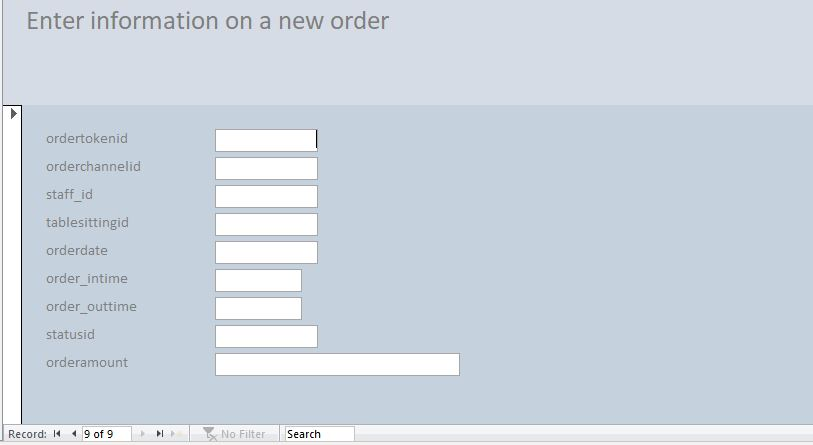 Enter information on a new order
ordertokenid
orderchannelid
staff_id
tablesittingid
orderdate
order_intime
order_outtime
statusid
orderamount
Record: 9 of 9 No Filter Search